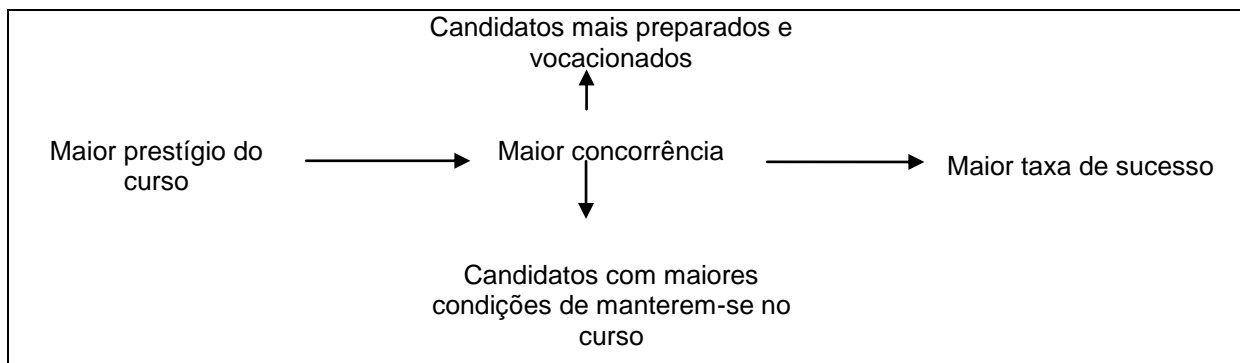 Candidatos mais preparados e
vocacionados
Maior prestígio do
curso
Maior concorrência
Maior taxa de sucesso
Candidatos com maiores
condições de manterem-se no
curso